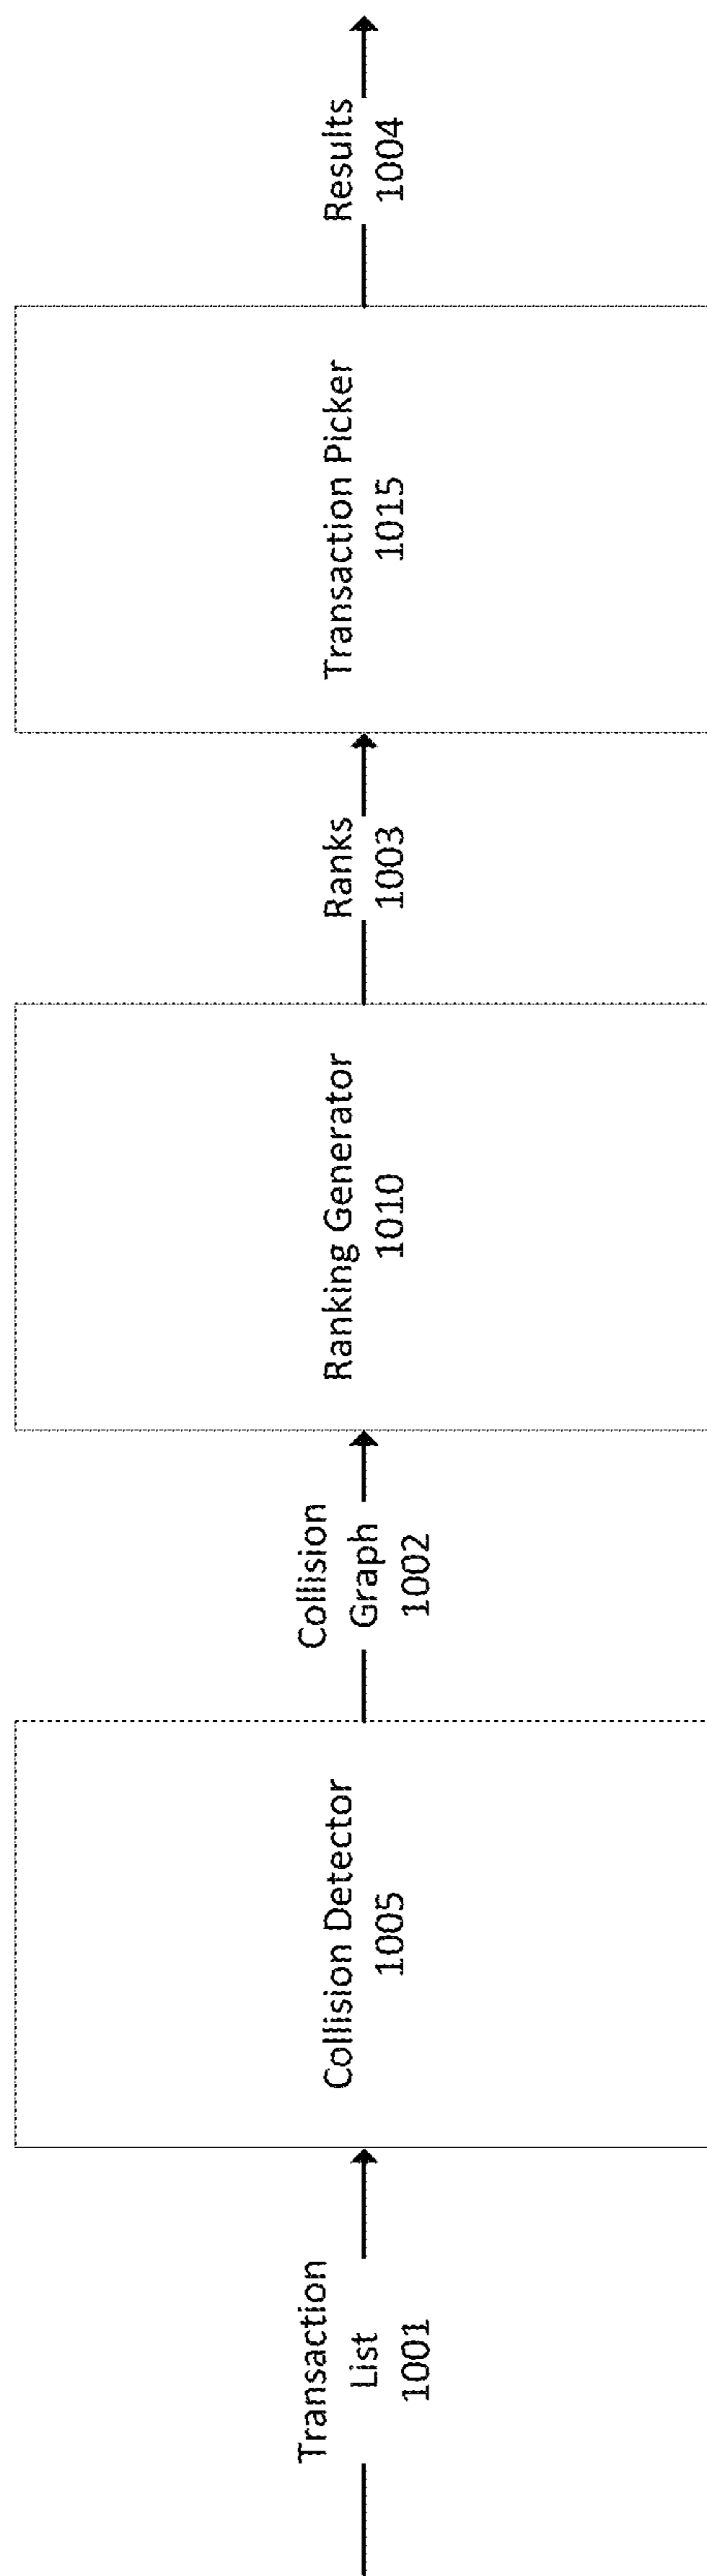 Transaction
List
1001
Collision Detector
1005
Collision
Graph
1002
Ranking Generator
1010
Ranks
1003
Transaction Picker
1015
Results
1004